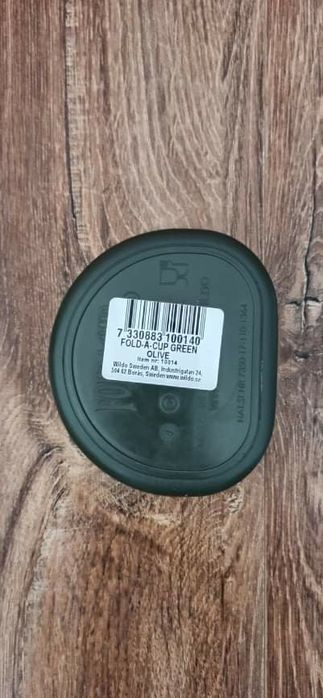 7 330883 100140
FOLD-A-CUP GREEN
OLIVE
Item nr: 10014
Wildo Sweden AB, Industrigatan 24,
504 62 Borås, Sweden www.wildo.se